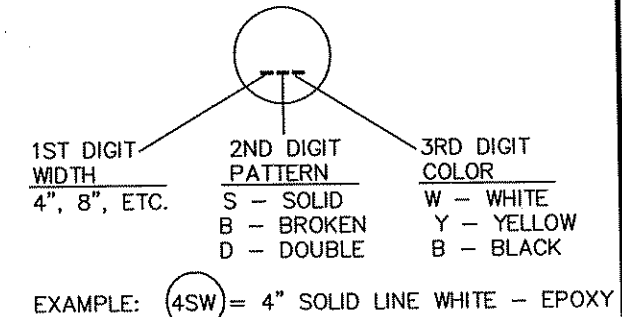 1ST DIGIT 2ND DIGIT 3RD DIGIT
WIDTH PATTERN COLOR
4", 8", ETC. S – SOLID W – WHITE
B – BROKEN Y – YELLOW
D – DOUBLE B – BLACK
EXAMPLE: 4SW = 4" SOLID LINE WHITE – EPOXY